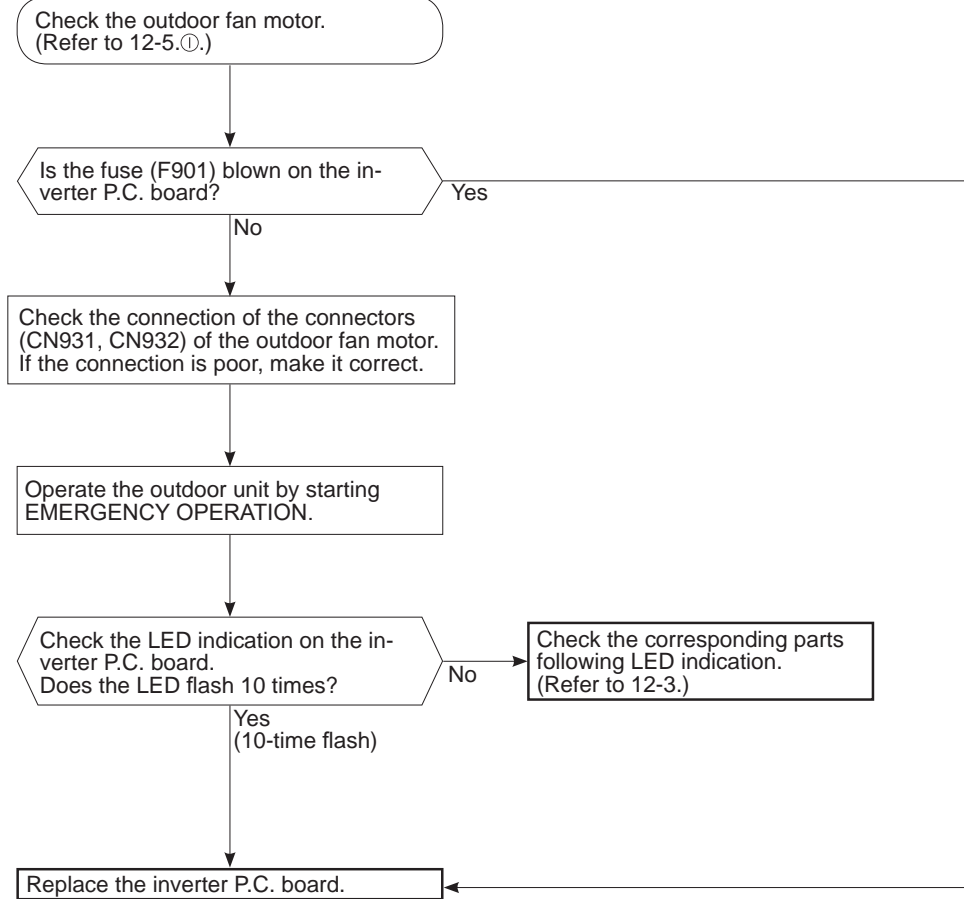 Check the outdoor fan motor.
(Refer to 12-5.Ⓘ.)
Is the fuse (F901) blown on the in-
verter P.C. board?
Yes
No
Check the connection of the connectors
(CN931, CN932) of the outdoor fan motor.
If the connection is poor, make it correct.
Operate the outdoor unit by starting
EMERGENCY OPERATION.
Check the LED indication on the in-
verter P.C. board.
Does the LED flash 10 times?
No
Check the corresponding parts
following LED indication.
(Refer to 12-3.)
Yes
(10-time flash)
Replace the inverter P.C. board.